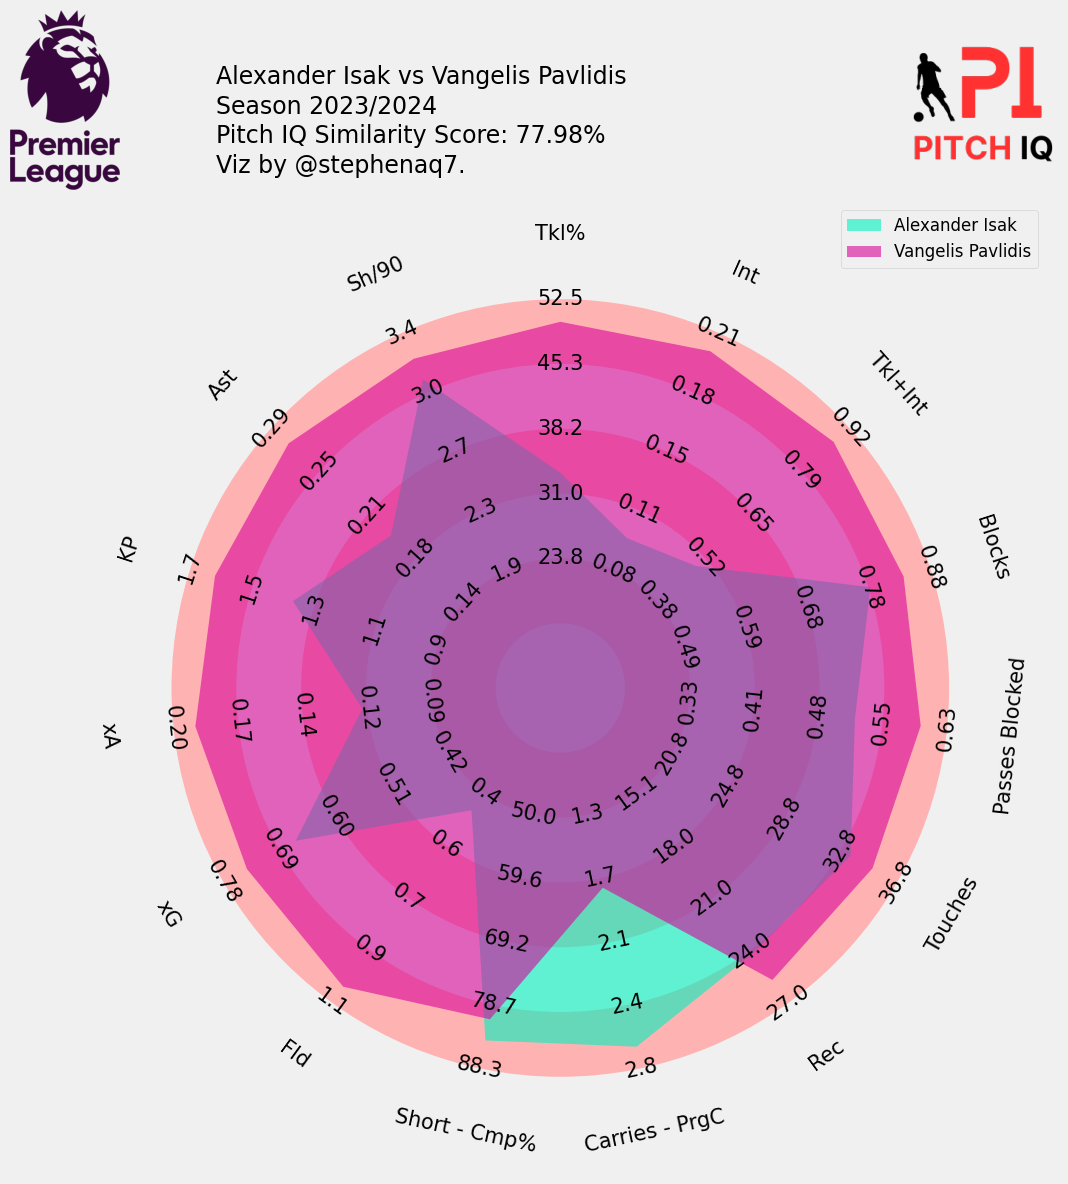 Premier
League
Alexander Isak vs Vangelis Pavlidis
Season 2023/2024
Pitch IQ Similarity Score: 77.98%
Viz by @stephenaq7.
PI
PITCH IQ
Alexander Isak
Vangelis Pavlidis
Tkl%
23.8 31.0 38.2 45.3 52.5
Int
0.08 0.11 0.15 0.18 0.21
Tkl+Int
0.38 0.52 0.65 0.79 0.92
Blocks
0.49 0.59 0.68 0.78 0.88
Passes Blocked
0.33 0.41 0.48 0.55 0.63
Touches
20.8 24.8 28.8 32.8 36.8
Rec
15.1 18.0 21.0 24.0 27.0
Carries - PrgC
1.3 1.7 2.1 2.4 2.8
Short - Cmp%
50.0 59.6 69.2 78.7 88.3
Fld
0.4 0.6 0.7 0.9 1.1
xG
0.42 0.51 0.60 0.69 0.78
xA
0.09 0.12 0.14 0.17 0.20
KP
0.9 1.1 1.3 1.5 1.7
Ast
0.14 0.18 0.21 0.25 0.29
Sh/90
1.9 2.3 2.7 3.0 3.4